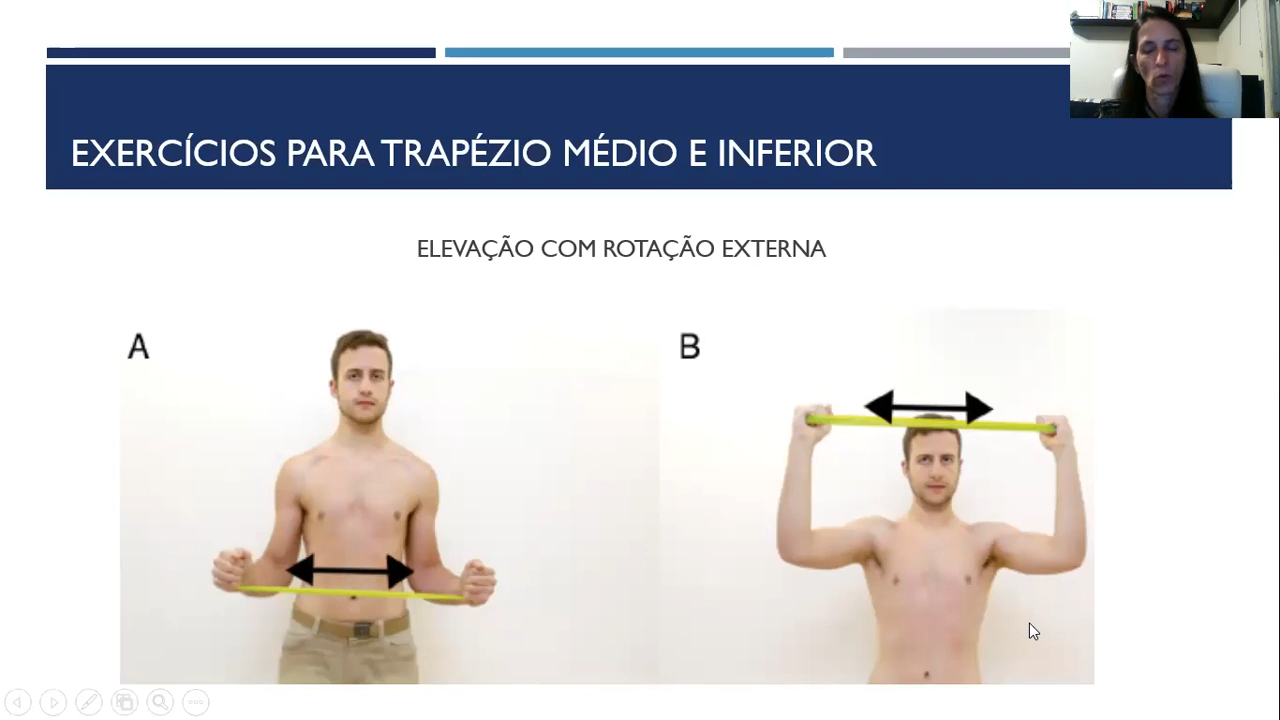 EXERCÍCIOS PARA TRAPÉZIO MÉDIO E INFERIOR
ELEVAÇÃO COM ROTAÇÃO EXTERNA
A
B